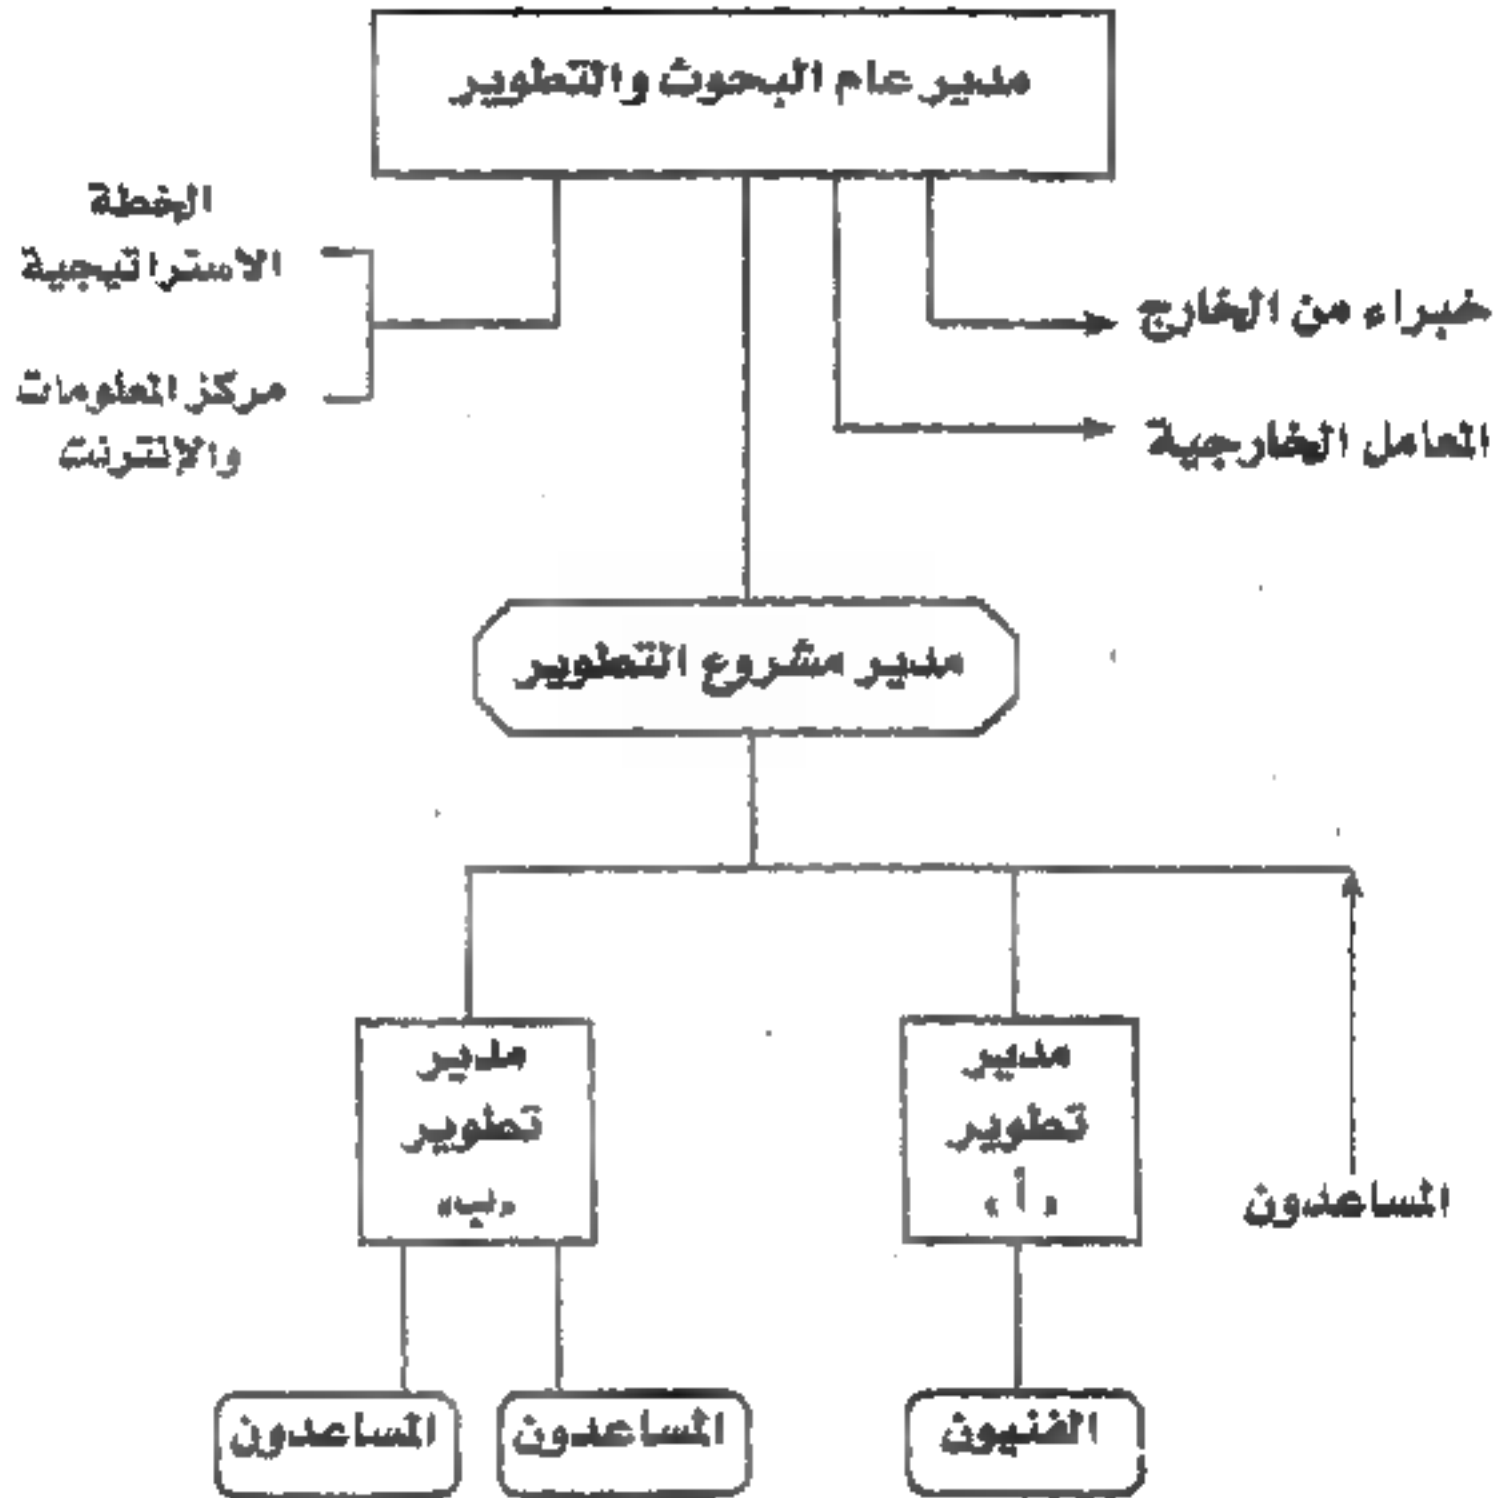 مدير عام البحوث والتطوير
خبراء من الخارج
المعامل الخارجية
الخطة
الاستراتيجية
مركز المعلومات
والإنترنت
مدير مشروع التطوير
المساعدون
مدير
تطوير
«أ»
مدير
تطوير
«ب»
الفنيون
المساعدون
المساعدون